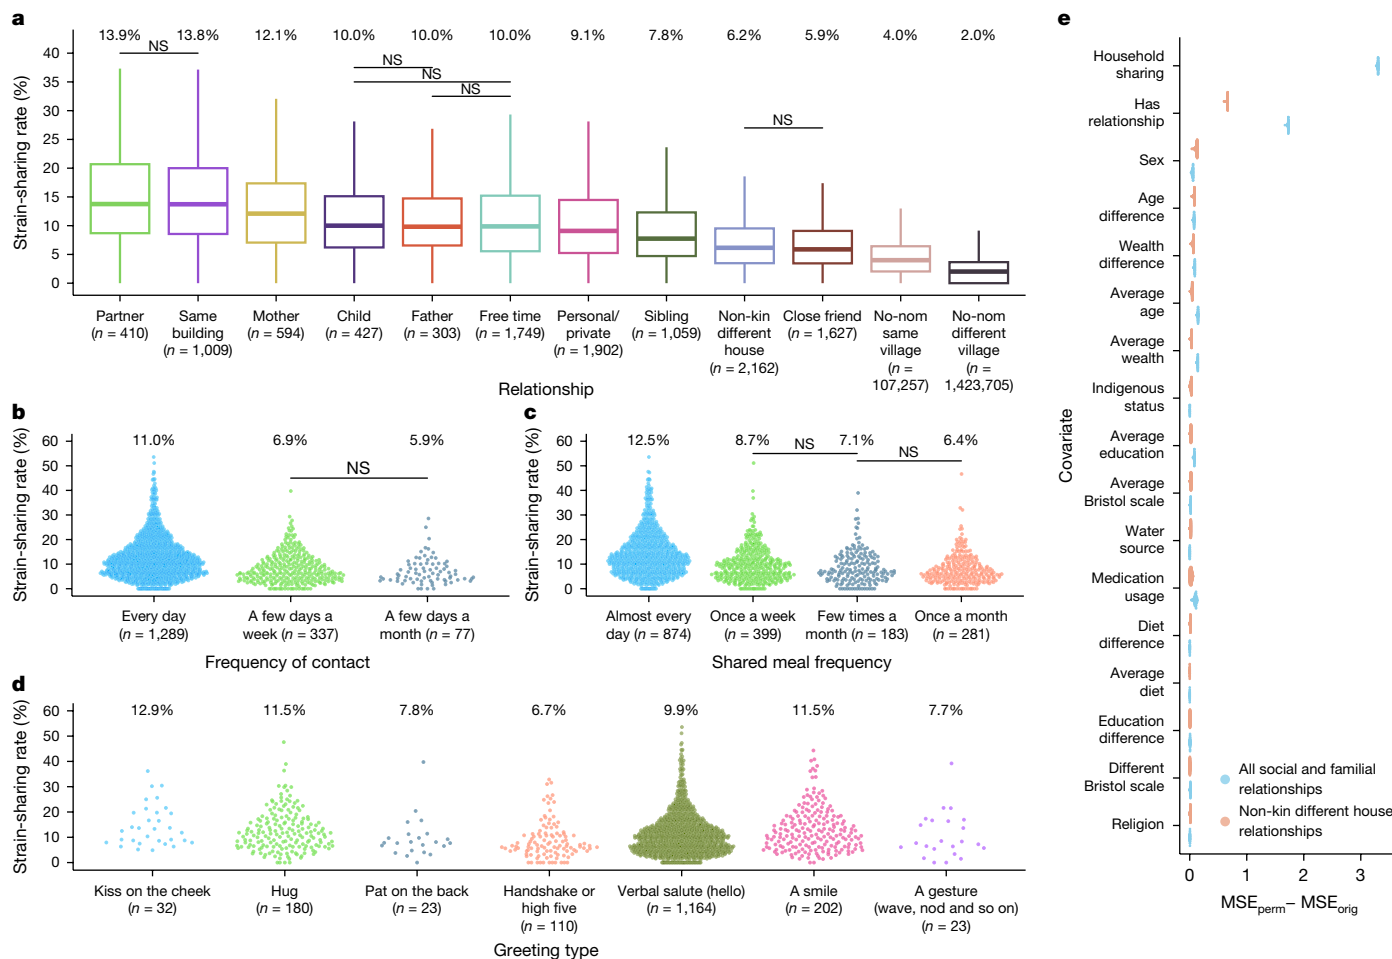 a
13.9% 13.8% 12.1% 10.0% 10.0% 10.0% 9.1% 7.8% 6.2% 5.9% 4.0% 2.0%
NS
NS
NS
NS
NS
Strain-sharing rate (%)
40
35
30
25
20
15
10
5
0
Partner
(n = 410)
Same
building
(n = 1,009)
Mother
(n = 594)
Child
(n = 427)
Father
(n = 303)
Free time
(n = 1,749)
Personal/
private
(n = 1,902)
Sibling
(n = 1,059)
Non-kin
different
house
(n = 2,162)
Close friend
(n = 1,627)
No-nom
same
village
(n =
107,257)
No-nom
different
village
(n =
1,423,705)
Relationship
b
11.0% 6.9% 5.9%
NS
Strain-sharing rate (%)
60
50
40
30
20
10
0
Every day
(n = 1,289)
A few days a
week (n = 337)
A few days a
month (n = 77)
Frequency of contact
c
12.5% 8.7% 7.1% 6.4%
NS
NS
Strain-sharing rate (%)
60
50
40
30
20
10
0
Almost every
day (n = 874)
Once a week
(n = 399)
Few times a
month (n = 183)
Once a month
(n = 281)
Shared meal frequency
d
12.9% 11.5% 7.8% 6.7% 9.9% 11.5% 7.7%
Strain-sharing rate (%)
60
50
40
30
20
10
0
Kiss on the cheek
(n = 32)
Hug
(n = 180)
Pat on the back
(n = 23)
Handshake or
high five
(n = 110)
Verbal salute (hello)
(n = 1,164)
A smile
(n = 202)
A gesture
(wave, nod and so on)
(n = 23)
Greeting type
e
Covariate
Household
sharing
Has
relationship
Sex
Age
difference
Wealth
difference
Average
age
Average
wealth
Indigenous
status
Average
education
Average
Bristol scale
Water
source
Medication
usage
Diet
difference
Average
diet
Education
difference
Different
Bristol scale
Religion
All social and familial
relationships
Non-kin different house
relationships
0 1 2 3
MSEperm– MSEorig